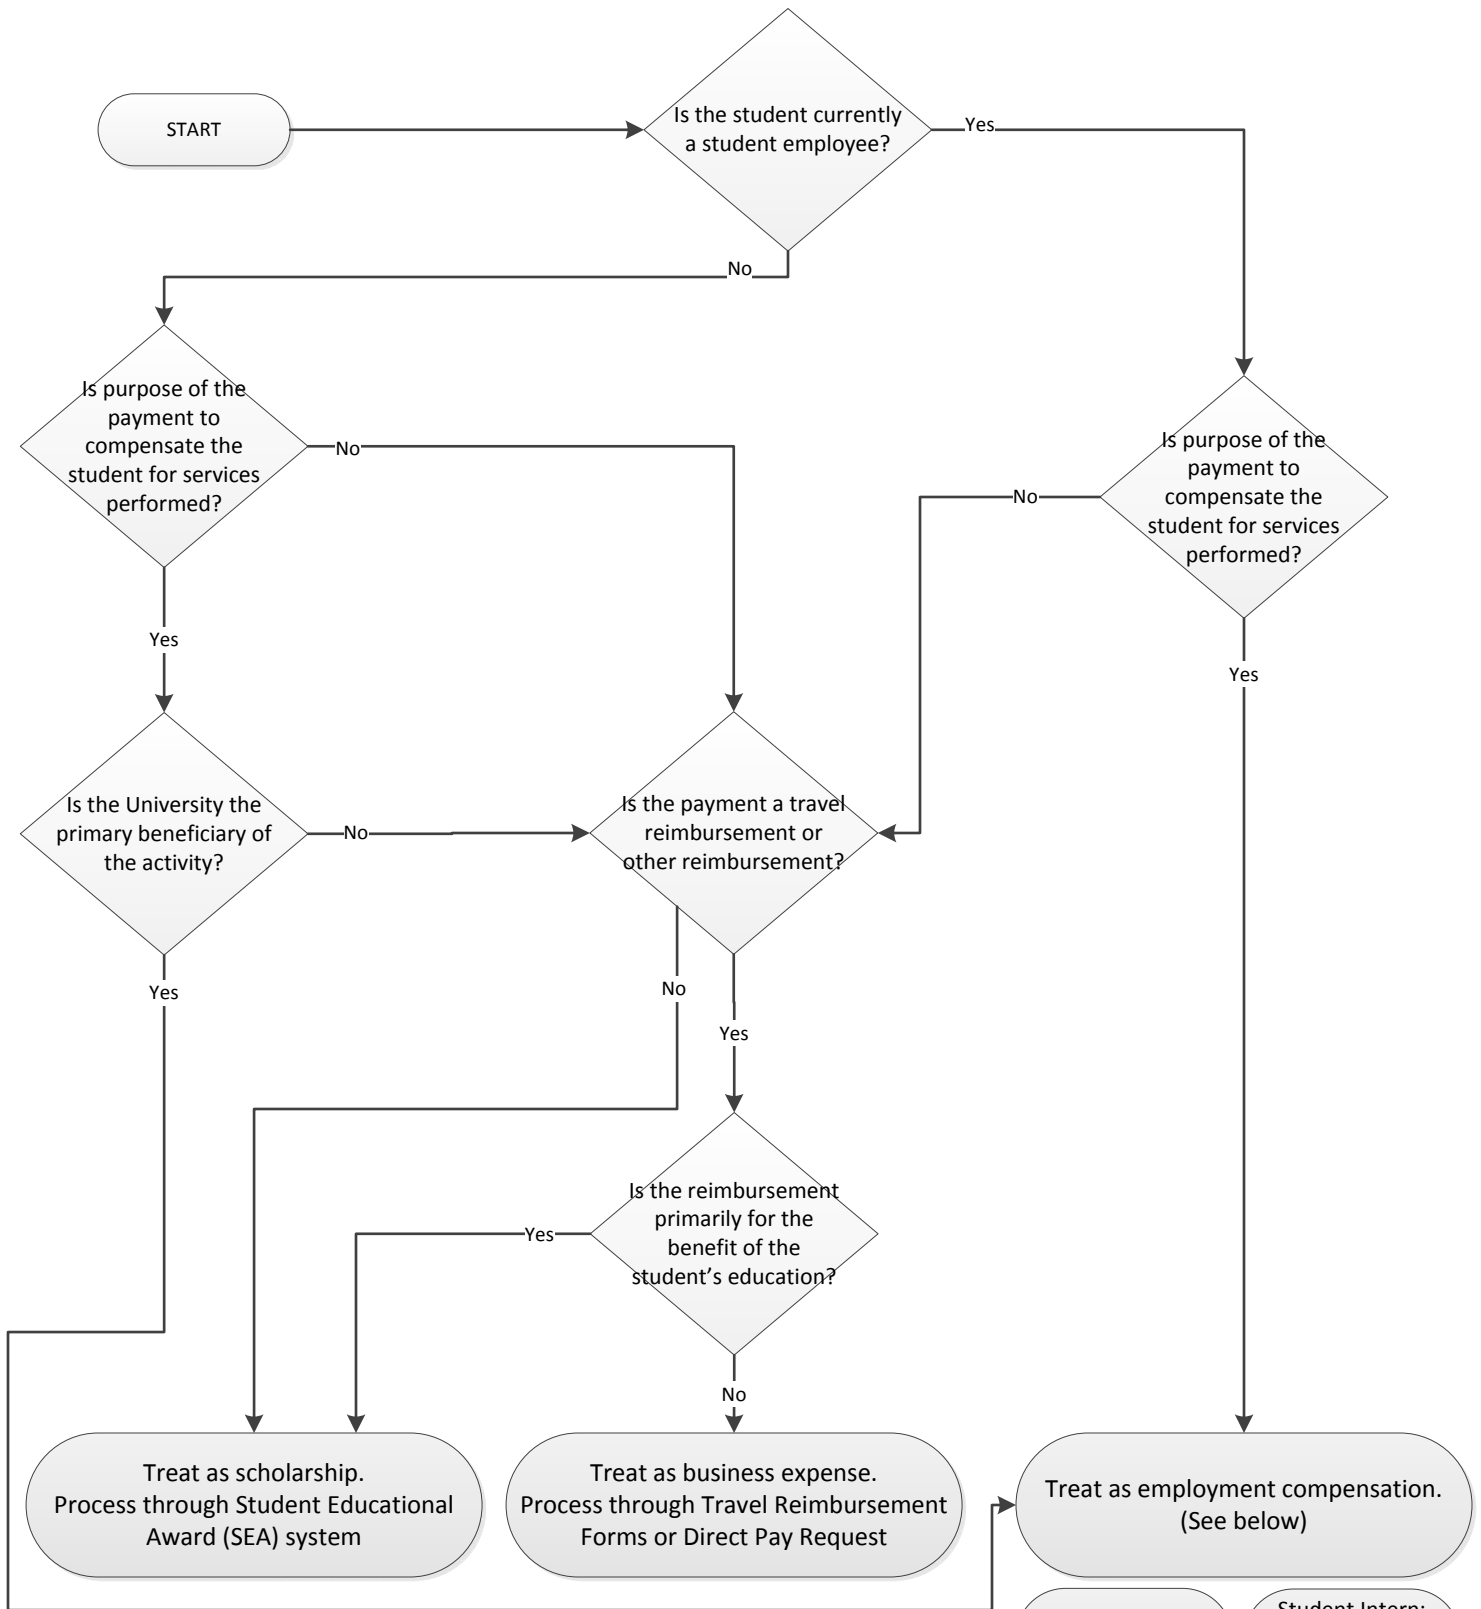 START
Is the student currently
a student employee?
Yes
No
Is purpose of the
payment to
compensate the
student for services
performed?
No
Is purpose of the
payment to
compensate the
student for services
performed?
No
Yes
Yes
Is the University the
primary beneficiary of
the activity?
No
Is the payment a travel
reimbursement or
other reimbursement?
Yes
No
Yes
Is the reimbursement
primarily for the
benefit of the
student’s education?
Yes
No
Treat as scholarship.
Process through Student Educational
Award (SEA) system
Treat as business expense.
Process through Travel Reimbursement
Forms or Direct Pay Request
Treat as employment compensation.
(See below)
Student Intern: